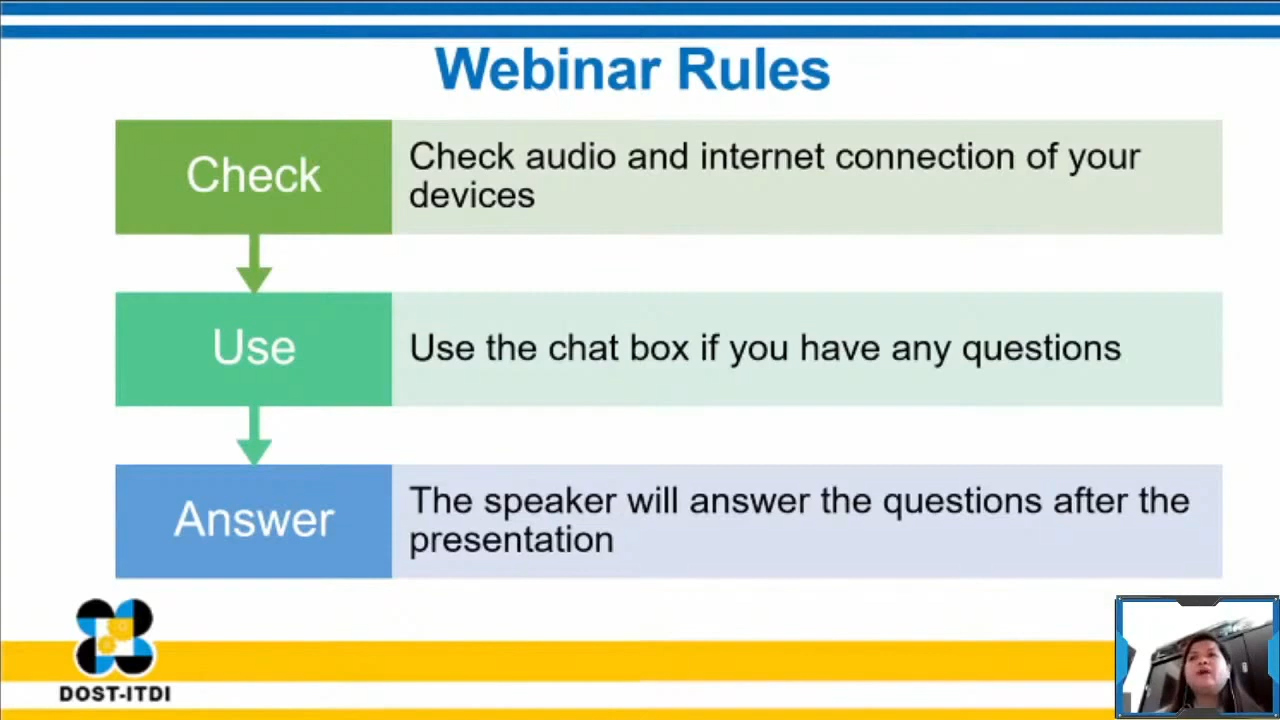 Webinar Rules
Check
Check audio and internet connection of your
devices
Use
Use the chat box if you have any questions
Answer
The speaker will answer the questions after the
presentation
DOST-ITDI